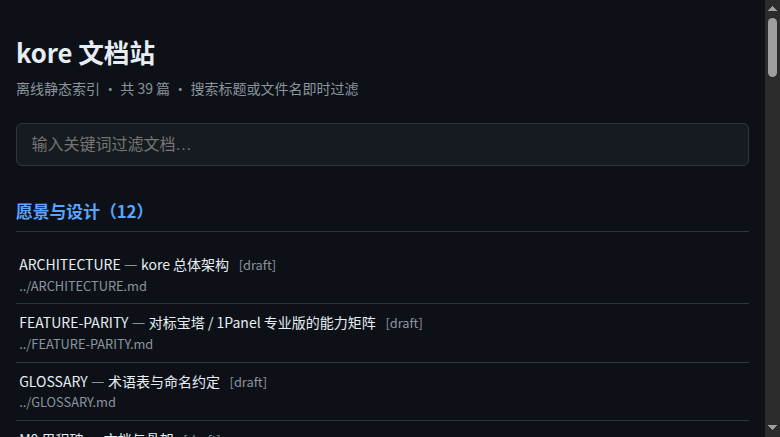 kore 文档站
离线静态索引 · 共 39 篇 · 搜索标题或文件名即时过滤
输入关键词过滤文档…
愿景与设计（12）
ARCHITECTURE — kore 总体架构 [draft]
../ARCHITECTURE.md
FEATURE-PARITY — 对标宝塔 / 1Panel 专业版的能力矩阵 [draft]
../FEATURE-PARITY.md
GLOSSARY — 术语表与命名约定 [draft]
../GLOSSARY.md